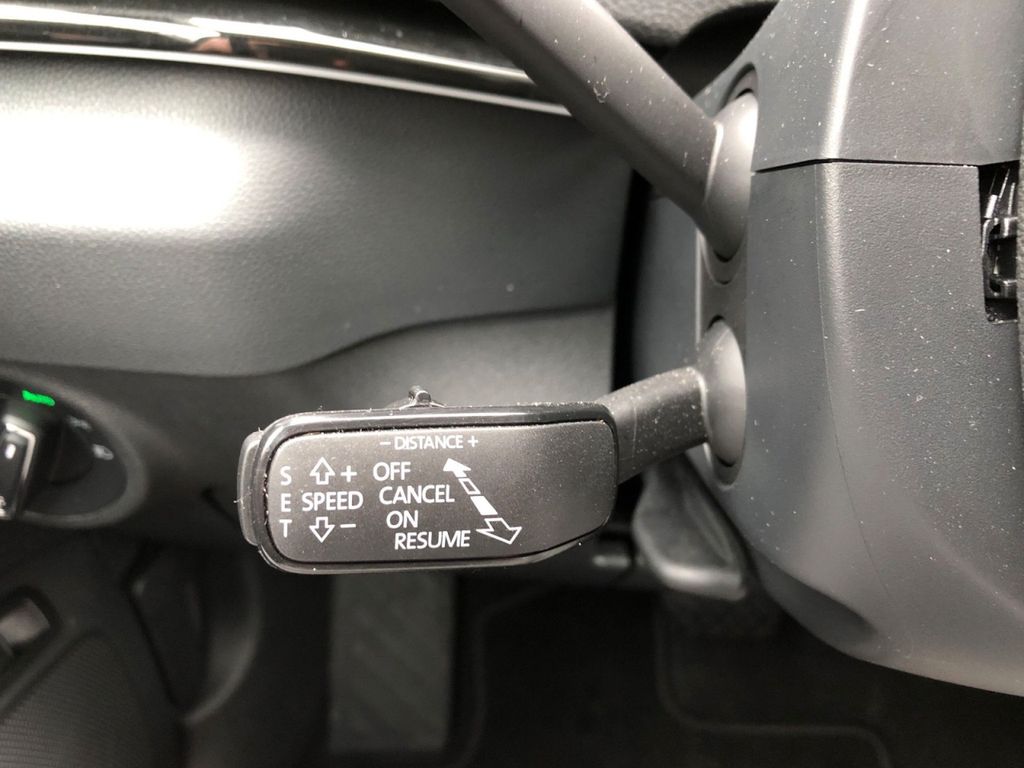 − DISTANCE +
S E T
+ 
SPEED
−
OFF
CANCEL
ON
RESUME